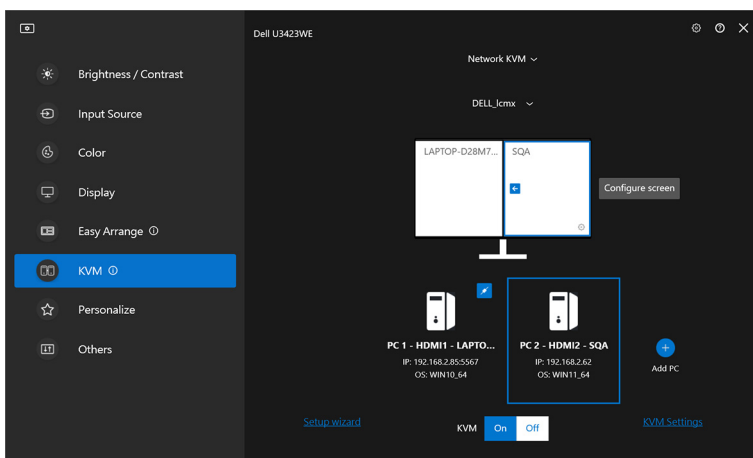 Dell U3423WE
Network KVM
DELL_lcmx
Brightness / Contrast
Input Source
Color
Display
Easy Arrange
KVM
Personalize
Others
LAPTOP-D28M7...
SQA
Configure screen
PC 1 - HDMI1 - LAPTO...
IP: 192.168.2.85:5567
OS: WIN10_64
PC 2 - HDMI2 - SQA
IP: 192.168.2.62
OS: WIN11_64
Add PC
Setup wizard
KVM On Off
KVM Settings